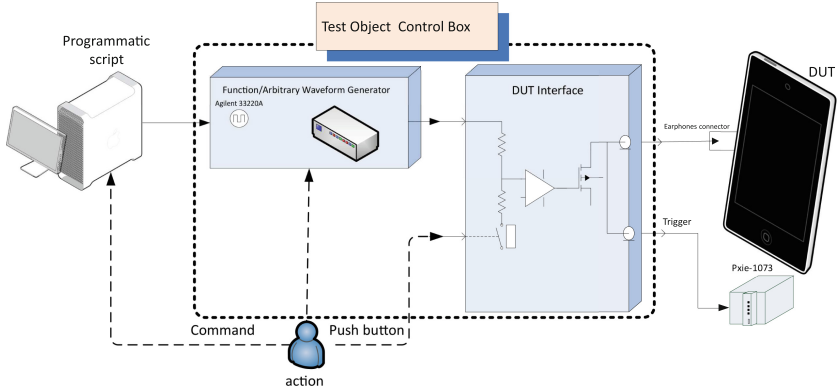 Test Object  Control Box
Programmatic
script
Function/Arbitrary Waveform Generator
Agilent 33220A
DUT Interface
DUT
Earphones connector
Trigger
Pxie-1073
Command
Push button
action